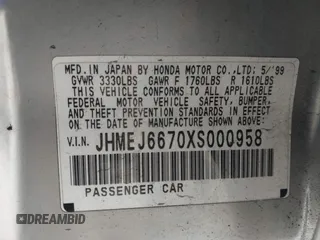 MFD. IN JAPAN BY HONDA MOTOR CO., LTD. 5/'99
GVWR 3330LBS GAWR F 1760LBS R 1610LBS
THIS VEHICLE CONFORMS TO ALL APPLICABLE
FEDERAL MOTOR VEHICLE SAFETY, BUMPER,
AND THEFT PREVENTION STANDARDS IN EFFECT
ON THE DATE OF MANUFACTURE SHOWN ABOVE.
V.I.N. JHMEJ6670XS000958
PASSENGER CAR
DREAMBID